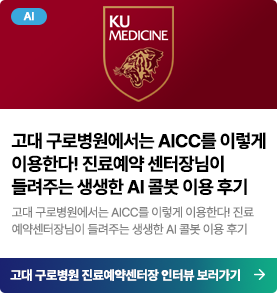 AI
KU
MEDICINE
고대 구로병원에서는 AICC를 이렇게
이용한다! 진료예약 센터장님이
들려주는 생생한 AI 콜봇 이용 후기
고대 구로병원에서는 AICC를 이렇게 이용한다! 진료
예약센터장님이 들려주는 생생한 AI 콜봇 이용 후기
고대 구로병원 진료예약센터장 인터뷰 보러가기 →